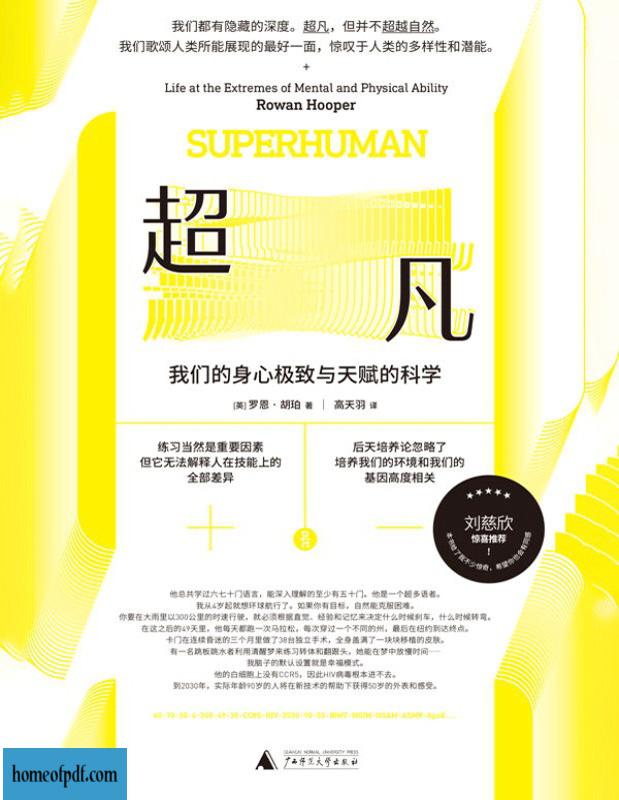 我们都有隐藏的深度。超凡，但并不超越自然。
我们歌颂人类所能展现的最好一面，惊叹于人类的多样性和潜能。
+
Life at the Extremes of Mental and Physical Ability
Rowan Hooper
SUPERHUMAN
超
凡
我们的身心极致与天赋的科学
[英] 罗恩·胡珀 著 | 高天羽 译
练习当然是重要因素
但它无法解释人在技能上的
全部差异
后天培养论忽略了
培养我们的环境和我们的
基因高度相关
刘慈欣
惊喜推荐
！
本书给了我不少惊奇，希望你也会有同感
他总共学过六七十门语言，能深入理解的至少有五十门。他是一个超多语者。
我从4岁起就想环球航行了。如果你有目标，自然能克服困难。
你要在大雨里以300公里的时速行驶，就必须根据直觉、经验和记忆来决定什么时候刹车，什么时候转弯。
在这之后的49天里，他每天都跑一次马拉松，每次穿过一个不同的州，最后在纽约到达终点。
卡门在连续昏迷的三个月里做了38台独立手术，全身盖满了一块块移植的皮肤。
有一名跳板跳水者利用清醒梦来练习转体和翻跟头，她能在梦中放慢时间……
我脑子的默认设置就是幸福模式。
他的白细胞上没有CCR5，因此HIV病毒根本进不去。
到2030年，实际年龄90岁的人将在新技术的帮助下获得50岁的外表和感受。
GUANGXI NORMAL UNIVERSITY PRESS
广西师范大学出版社
homeofpdf.com